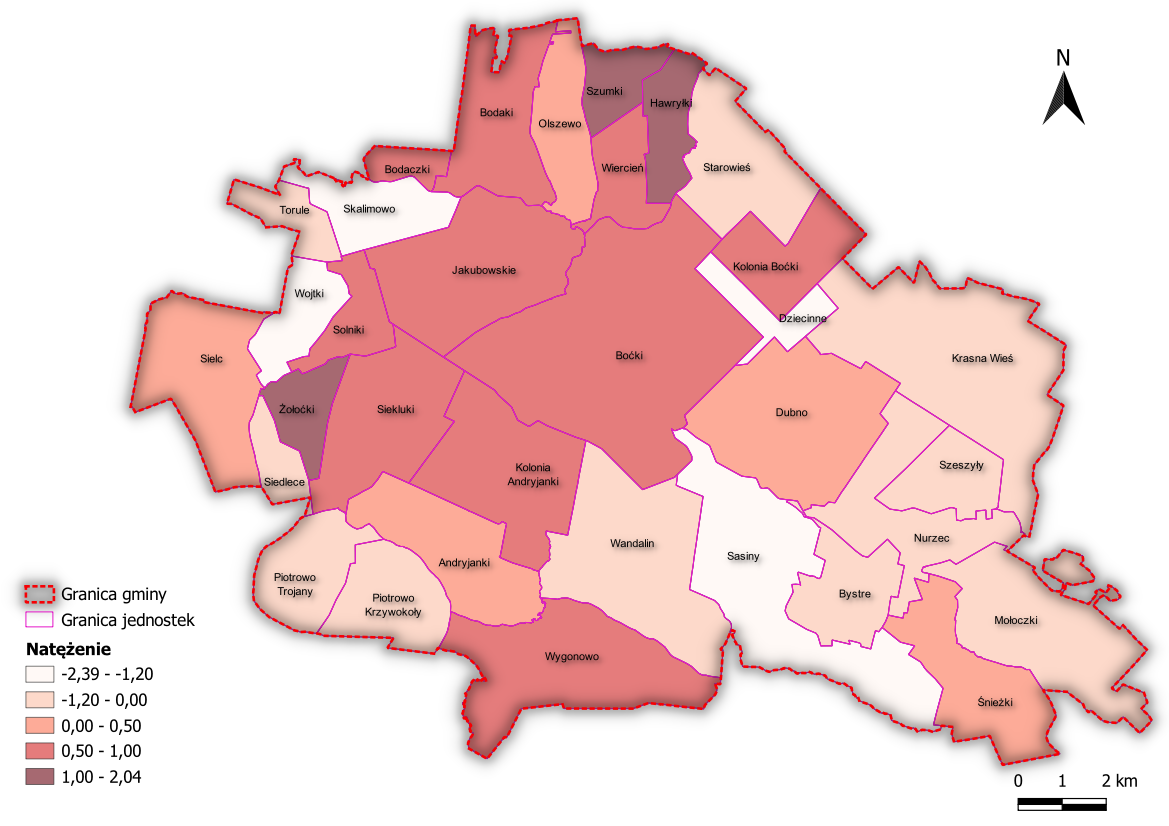 N
Szumki
Hawryłki
Bodaki
Olszewo
Bodaczki
Wiercień
Starowieś
Torule
Skalimowo
Jakubowskie
Kolonia Boćki
Wojtki
Dziecinne
Solniki
Sielc
Boćki
Krasna Wieś
Żołoćki
Siekluki
Dubno
Szeszyły
Kolonia
Andryjanki
Siedlece
Wandalin
Sasiny
Nurzec
Andryjanki
Piotrowo
Trojany
Piotrowo
Krzywokoły
Bystre
Mołoczki
Wygonowo
Śnieżki
Granica gminy
Granica jednostek
Natężenie
-2,39 - -1,20
-1,20 - 0,00
0,00 - 0,50
0,50 - 1,00
1,00 - 2,04
0 1 2 km